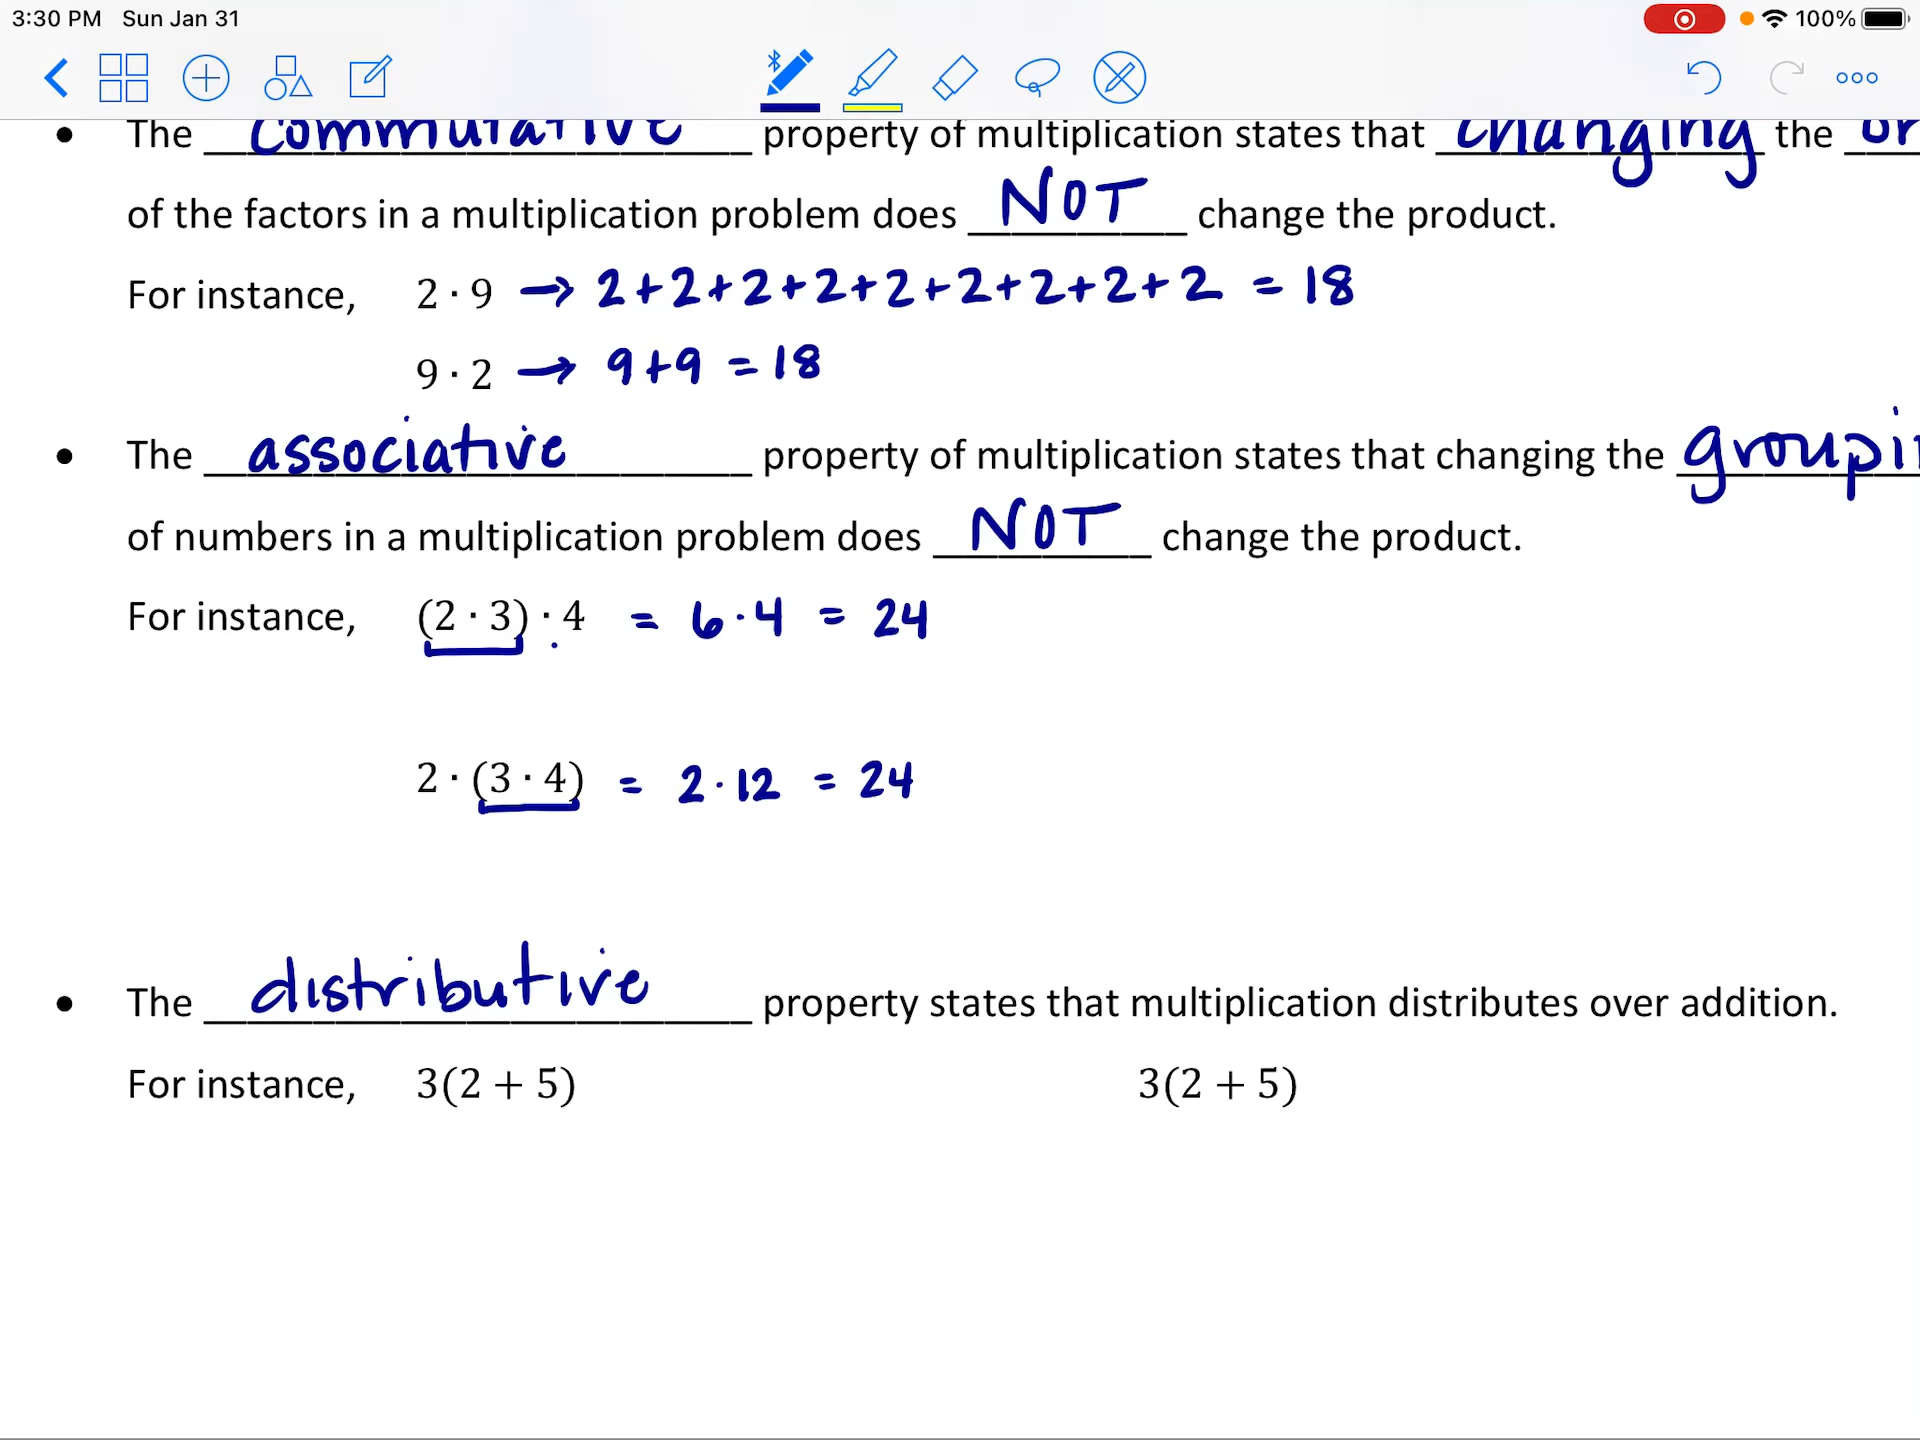 3:30 PM Sun Jan 31 100%
• The commutative property of multiplication states that changing the
of the factors in a multiplication problem does NOT change the product.
For instance, 2 · 9 → 2+2+2+2+2+2+2+2+2 = 18
9 · 2 → 9+9 = 18
• The associative property of multiplication states that changing the
of numbers in a multiplication problem does NOT change the product.
For instance, (2 · 3) · 4 = 6 · 4 = 24
2 · (3 · 4) = 2 · 12 = 24
• The distributive property states that multiplication distributes over addition.
For instance, 3(2 + 5) 3(2 + 5)